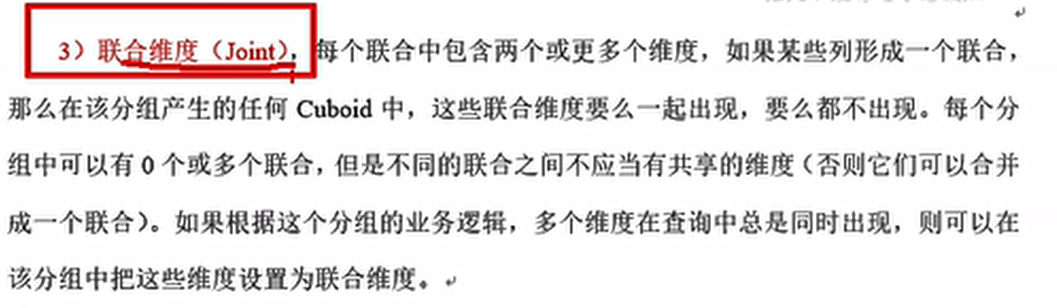 3）联合维度（Joint），每个联合中包含两个或更多个维度，如果某些列形成一个联合，
那么在该分组产生的任何 Cuboid 中，这些联合维度要么一起出现，要么都不出现。每个分
组中可以有 0 个或多个联合，但是不同的联合之间不应当有共享的维度（否则它们可以合并
成一个联合）。如果根据这个分组的业务逻辑，多个维度在查询中总是同时出现，则可以在
该分组中把这些维度设置为联合维度。